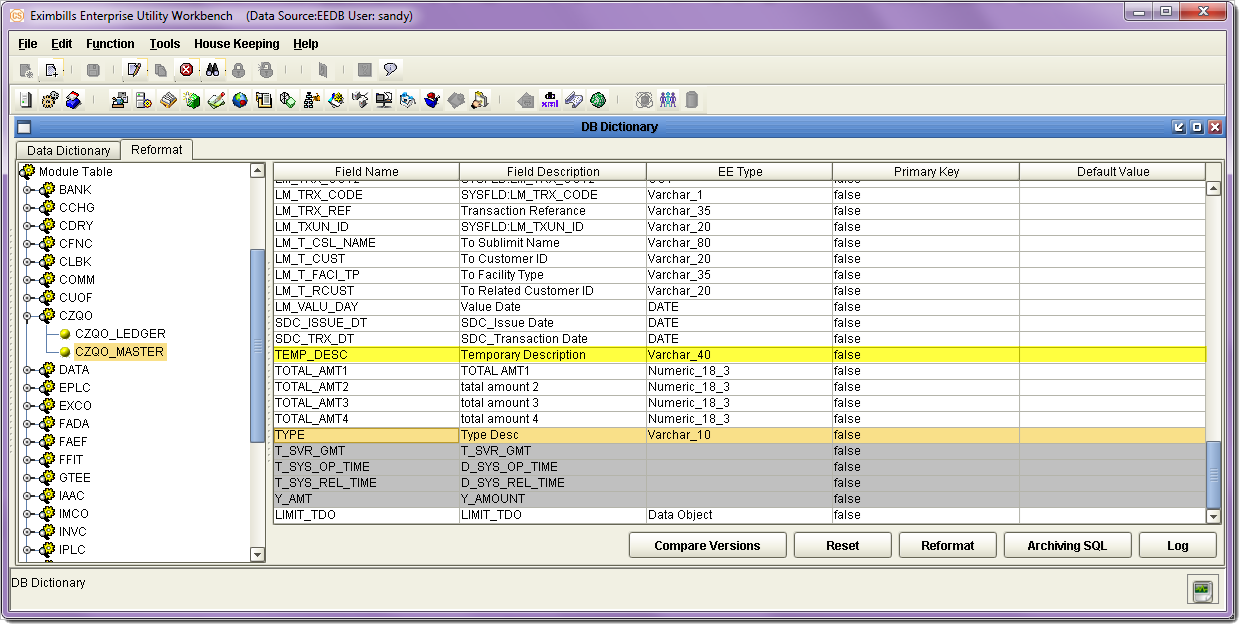 Eximbills Enterprise Utility Workbench (Data Source:EEDB User: sandy)
File Edit Function Tools House Keeping Help
DB Dictionary
Data Dictionary Reformat
Module Table
BANK
CCHG
CDRY
CFNC
CLBK
COMM
CUOF
CZQO
CZQO_LEDGER
CZQO_MASTER
DATA
EPLC
EXCO
FADA
FAEF
FFIT
GTEE
IAAC
IMCO
INVC
IPLC
Field Name Field Description EE Type Primary Key Default Value
LM_TRX_CODE SYSFLD:LM_TRX_CODE Varchar_1 false
LM_TRX_REF Transaction Referance Varchar_35 false
LM_TXUN_ID SYSFLD:LM_TXUN_ID Varchar_20 false
LM_T_CSL_NAME To Sublimit Name Varchar_80 false
LM_T_CUST To Customer ID Varchar_20 false
LM_T_FACI_TP To Facility Type Varchar_35 false
LM_T_RCUST To Related Customer ID Varchar_20 false
LM_VALU_DAY Value Date DATE false
SDC_ISSUE_DT SDC_Issue Date DATE false
SDC_TRX_DT SDC_Transaction Date DATE false
TEMP_DESC Temporary Description Varchar_40 false
TOTAL_AMT1 TOTAL AMT1 Numeric_18_3 false
TOTAL_AMT2 tatal amount 2 Numeric_18_3 false
TOTAL_AMT3 total amount 3 Numeric_18_3 false
TOTAL_AMT4 total amount 4 Numeric_18_3 false
TYPE Type Desc Varchar_10 false
T_SVR_GMT T_SVR_GMT false
T_SYS_OP_TIME D_SYS_OP_TIME false
T_SYS_REL_TIME D_SYS_REL_TIME false
Y_AMT Y_AMOUNT false
LIMIT_TDO LIMIT_TDO Data Object false
Compare Versions Reset Reformat Archiving SQL Log
DB Dictionary